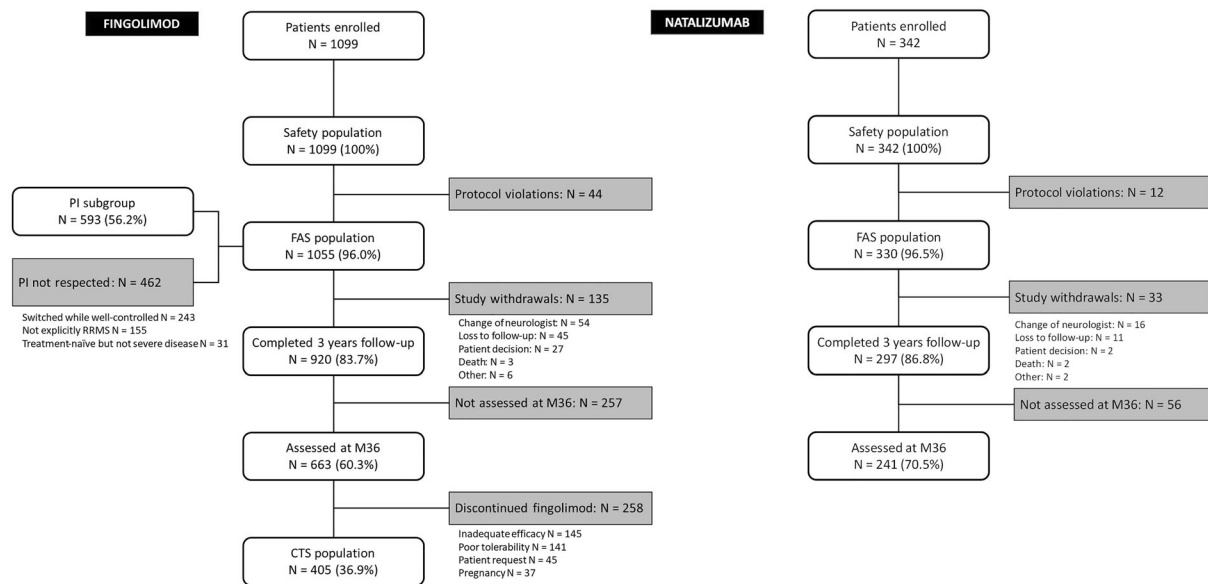 FINGOLIMOD
Patients enrolled
N = 1099
Safety population
N = 1099 (100%)
Protocol violations: N = 44
PI subgroup
N = 593 (56.2%)
FAS population
N = 1055 (96.0%)
PI not respected: N = 462
Switched while well-controlled N = 243
Not explicitly RRMS N = 155
Treatment-naïve but not severe disease N = 31
Study withdrawals: N = 135
Change of neurologist: N = 54
Loss to follow-up: N = 45
Patient decision: N = 27
Death: N = 3
Other: N = 6
Completed 3 years follow-up
N = 920 (83.7%)
Not assessed at M36: N = 257
Assessed at M36
N = 663 (60.3%)
Discontinued fingolimod: N = 258
Inadequate efficacy N = 145
Poor tolerability N = 141
Patient request N = 45
Pregnancy N = 37
CTS population
N = 405 (36.9%)
NATALIZUMAB
Patients enrolled
N = 342
Safety population
N = 342 (100%)
Protocol violations: N = 12
FAS population
N = 330 (96.5%)
Study withdrawals: N = 33
Change of neurologist: N = 16
Loss to follow-up: N = 11
Patient decision: N = 2
Death: N = 2
Other: N = 2
Completed 3 years follow-up
N = 297 (86.8%)
Not assessed at M36: N = 56
Assessed at M36
N = 241 (70.5%)